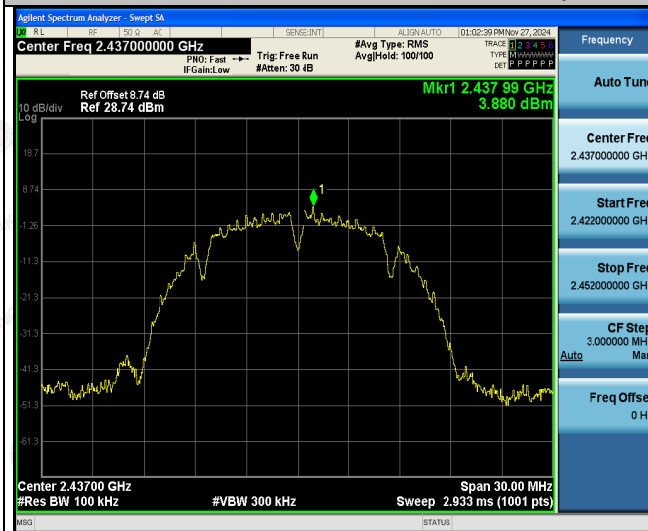 Agilent Spectrum Analyzer - Swept SA
RL RF 50 Ω AC SENSE:INT ALIGN AUTO 01:02:39 PM Nov 27, 2024
Center Freq 2.437000000 GHz
PNO: Fast
IFGain:Low
Trig: Free Run
#Atten: 30 dB
#Avg Type: RMS
Avg|Hold: 100/100
TRACE 1 2 3 4 5 6
TYPE MWWWWW
DET P P P P P P
Frequency
Mkr1 2.437 99 GHz
3.880 dBm
Ref Offset 8.74 dB
10 dB/div Ref 28.74 dBm
Log
18.7
8.74
-1.26
-11.3
-21.3
-31.3
-41.3
-51.3
-61.3
1
Center 2.43700 GHz Span 30.00 MHz
#Res BW 100 kHz #VBW 300 kHz Sweep 2.933 ms (1001 pts)
MSG STATUS
Auto Tun
Center Fre
2.437000000 GH
Start Fre
2.422000000 GH
Stop Fre
2.452000000 GH
CF Ste
3.000000 MH
Auto Ma
Freq Offse
0 H